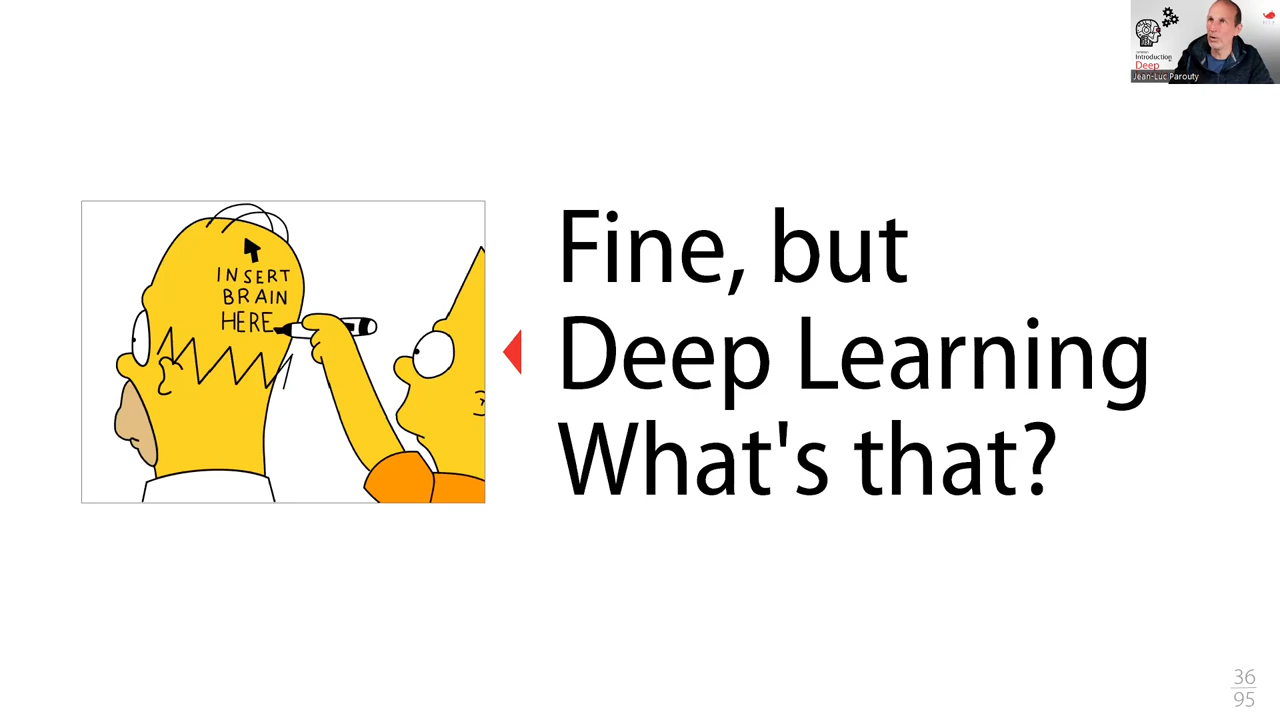 Introduction
Deep
Jean-Luc Parouty
INSERT
BRAIN
HERE
Fine, but
Deep Learning
What's that?
36
95